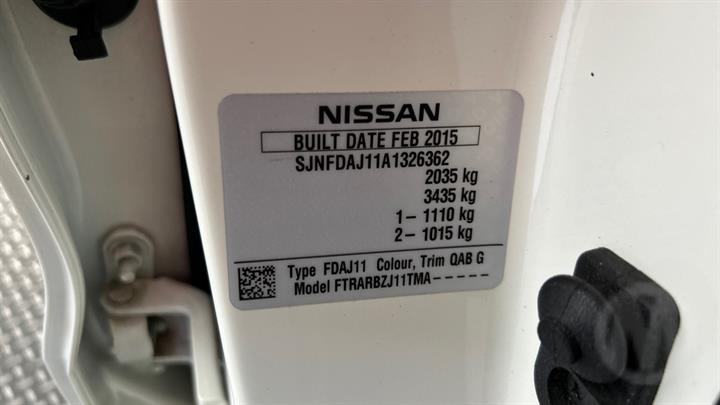 NISSAN
BUILT DATE FEB 2015
SJNFDAJ11A1326362
2035 kg
3435 kg
1– 1110 kg
2– 1015 kg
Type FDAJ11 Colour, Trim QAB G
Model FTRARBZJ11TMA-----